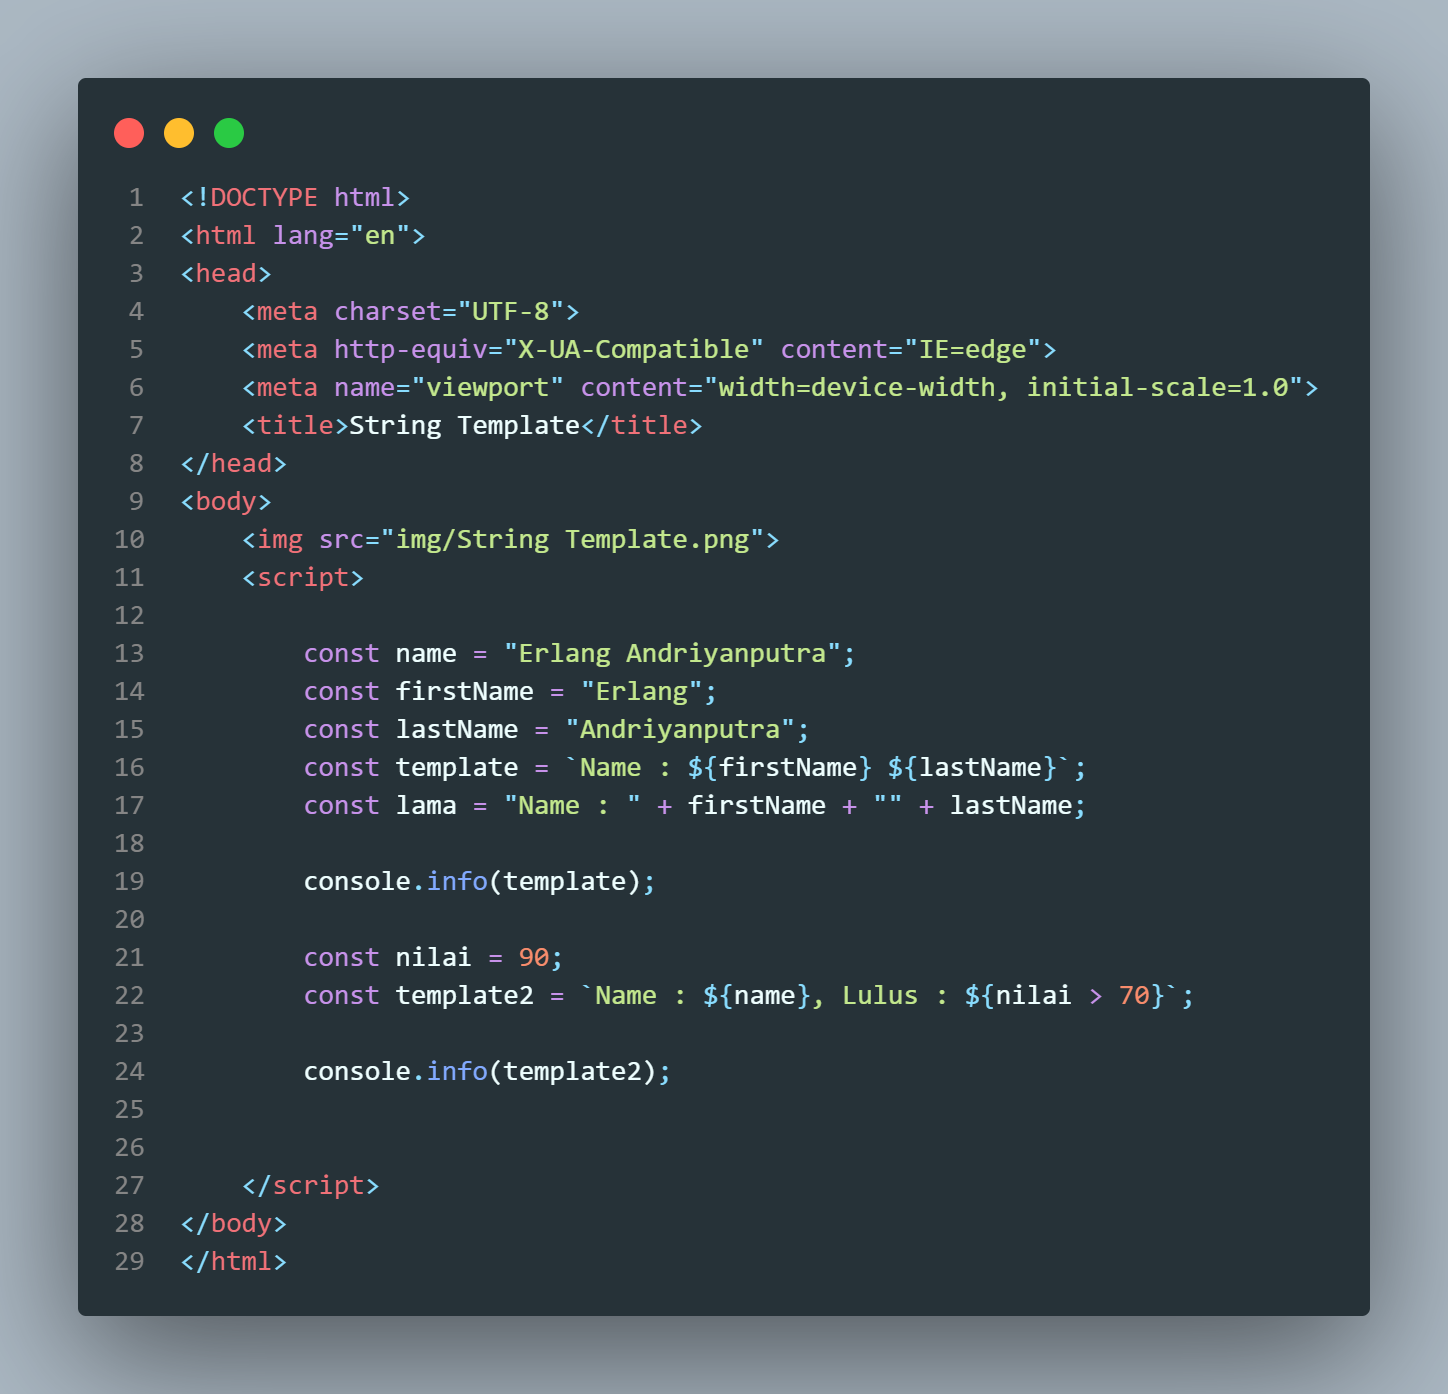 1 <!DOCTYPE html>
2 <html lang="en">
3 <head>
4     <meta charset="UTF-8">
5     <meta http-equiv="X-UA-Compatible" content="IE=edge">
6     <meta name="viewport" content="width=device-width, initial-scale=1.0">
7     <title>String Template</title>
8 </head>
9 <body>
10     <img src="img/String Template.png">
11     <script>
12
13         const name = "Erlang Andriyanputra";
14         const firstName = "Erlang";
15         const lastName = "Andriyanputra";
16         const template = `Name : ${firstName} ${lastName}`;
17         const lama = "Name : " + firstName + "" + lastName;
18
19         console.info(template);
20
21         const nilai = 90;
22         const template2 = `Name : ${name}, Lulus : ${nilai > 70}`;
23
24         console.info(template2);
25
26
27     </script>
28 </body>
29 </html>